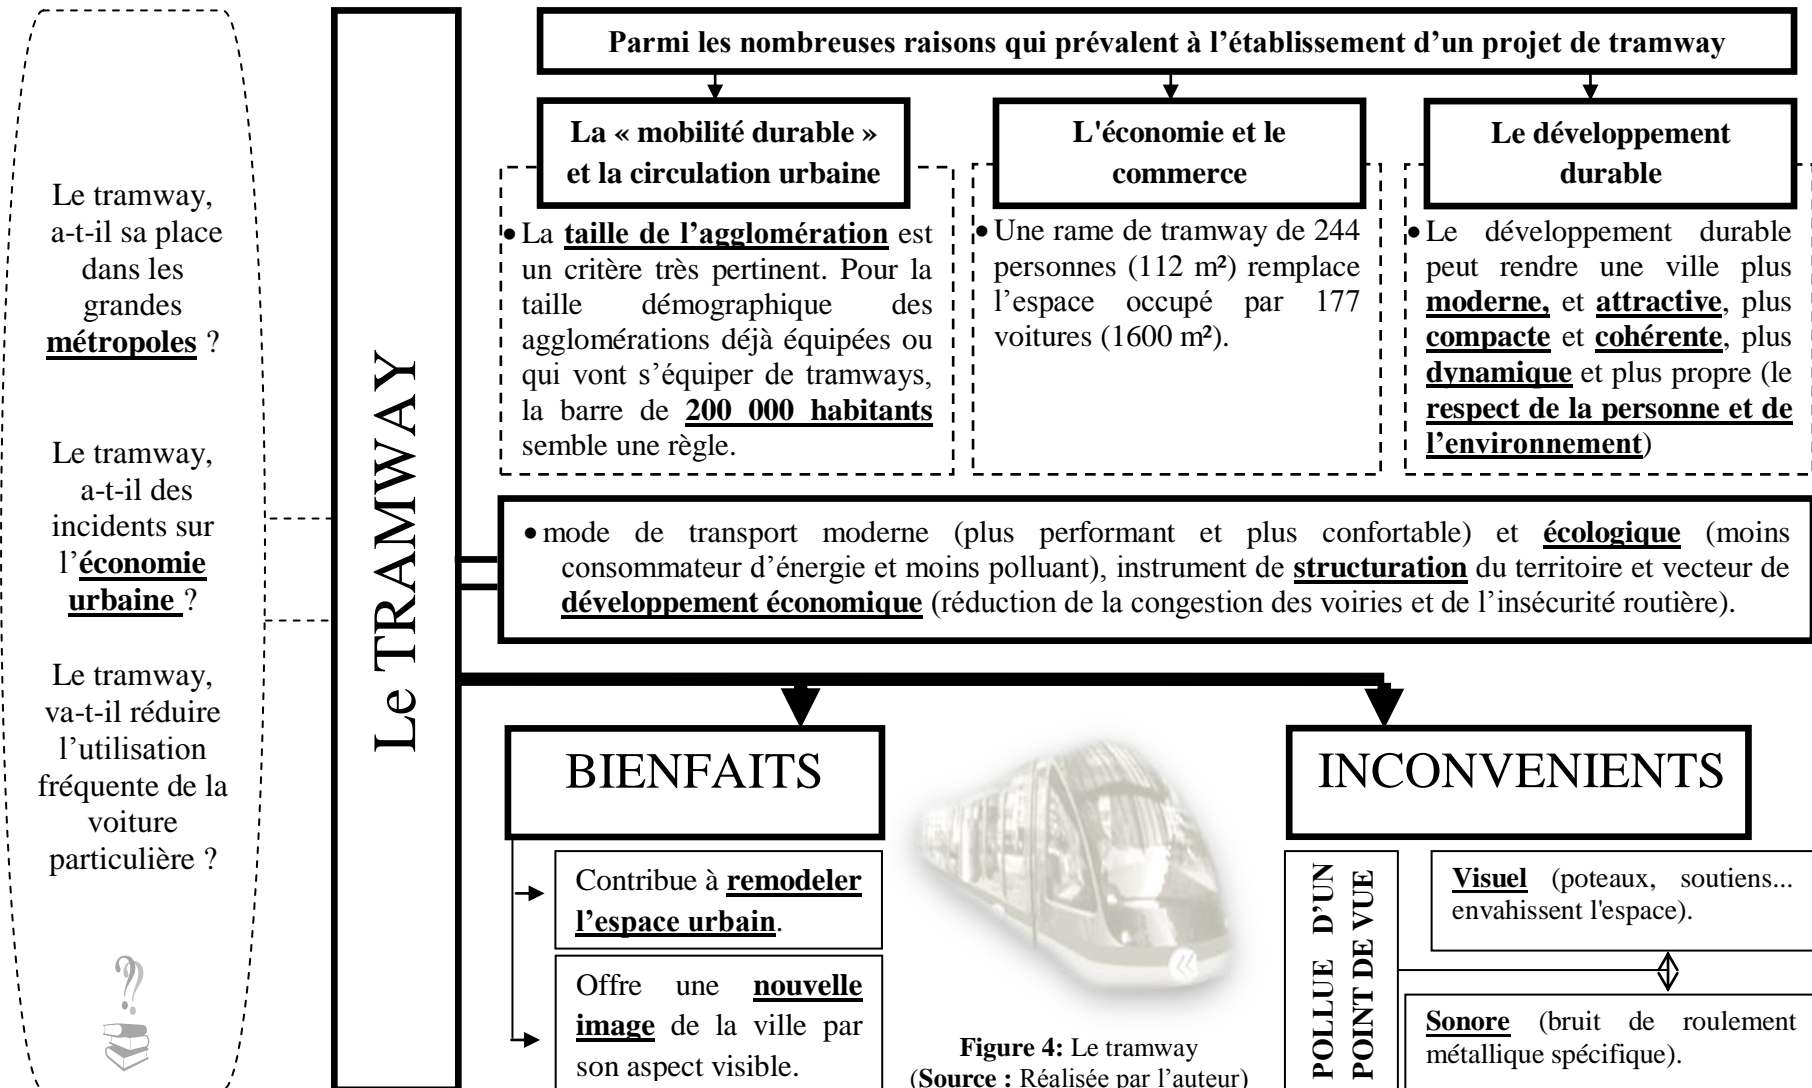 Le tramway,
a-t-il sa place
dans les
grandes
métropoles ?
Le tramway,
a-t-il des
incidents sur
l’économie
urbaine ?
Le tramway,
va-t-il réduire
l’utilisation
fréquente de la
voiture
particulière ?
Le TRAMWAY
Parmi les nombreuses raisons qui prévalent à l’établissement d’un projet de tramway
La « mobilité durable »
et la circulation urbaine
• La taille de l’agglomération est
un critère très pertinent. Pour la
taille démographique des
agglomérations déjà équipées ou
qui vont s’équiper de tramways,
la barre de 200 000 habitants
semble une règle.
L'économie et le
commerce
• Une rame de tramway de 244
personnes (112 m²) remplace
l’espace occupé par 177
voitures (1600 m²).
Le développement
durable
• Le développement durable
peut rendre une ville plus
moderne, et attractive, plus
compacte et cohérente, plus
dynamique et plus propre (le
respect de la personne et de
l’environnement)
• mode de transport moderne (plus performant et plus confortable) et écologique (moins
consommateur d’énergie et moins polluant), instrument de structuration du territoire et vecteur de
développement économique (réduction de la congestion des voiries et de l’insécurité routière).
BIENFAITS
Contribue à remodeler
l’espace urbain.
Offre une nouvelle
image de la ville par
son aspect visible.
Figure 4: Le tramway
(Source : Réalisée par l’auteur)
INCONVENIENTS
POLLUE D’UN
POINT DE VUE
Visuel (poteaux, soutiens...
envahissent l'espace).
Sonore (bruit de roulement
métallique spécifique).